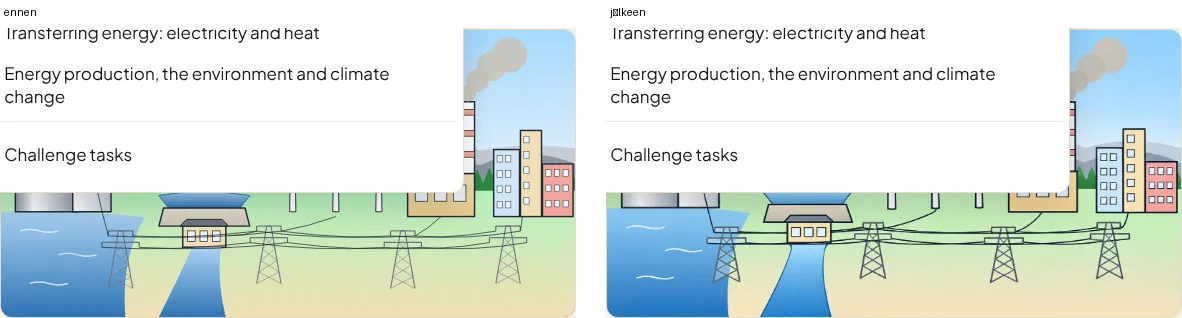 ennen
Transferring energy: electricity and heat
Energy production, the environment and climate
change
Challenge tasks
jälkeen
Transferring energy: electricity and heat
Energy production, the environment and climate
change
Challenge tasks